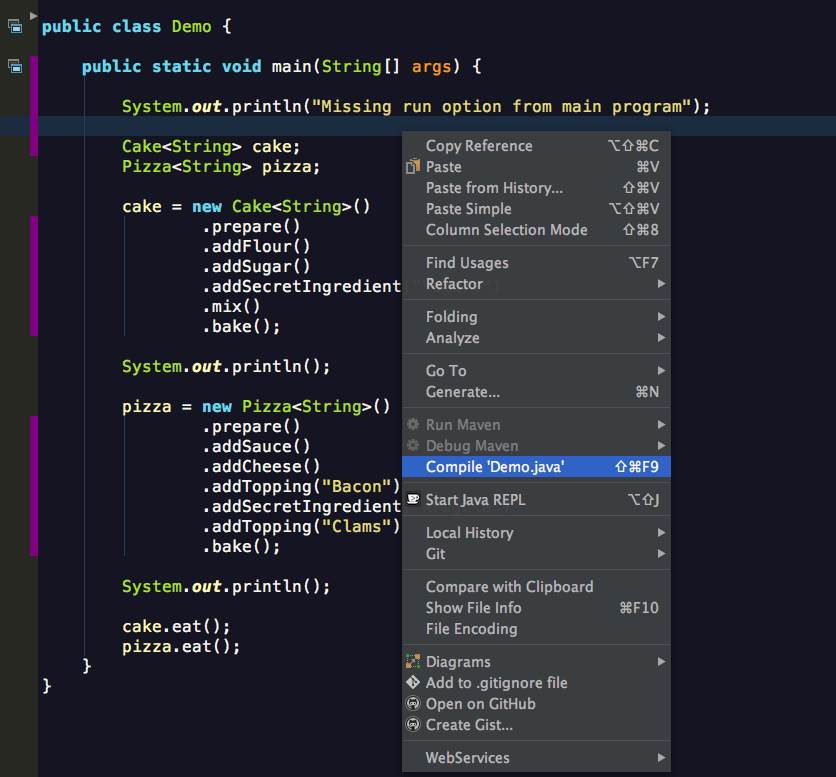 public class Demo {
public static void main(String[] args) {
System.out.println("Missing run option from main program");
Cake<String> cake;
Pizza<String> pizza;
cake = new Cake<String>()
.prepare()
.addFlour()
.addSugar()
.addSecretIngredient
.mix()
.bake();
System.out.println();
pizza = new Pizza<String>()
.prepare()
.addSauce()
.addCheese()
.addTopping("Bacon")
.addSecretIngredient
.addTopping("Clams")
.bake();
System.out.println();
cake.eat();
pizza.eat();
}
}
Copy Reference ⌥⇧⌘C
Paste ⌘V
Paste from History... ⇧⌘V
Paste Simple ⌥⇧⌘V
Column Selection Mode ⇧⌘8
Find Usages ⌥F7
Refactor
Folding
Analyze
Go To
Generate... ⌘N
Run Maven
Debug Maven
Compile 'Demo.java' ⇧⌘F9
Start Java REPL ⌥⇧J
Local History
Git
Compare with Clipboard
Show File Info ⌘F10
File Encoding
Diagrams
Add to .gitignore file
Open on GitHub
Create Gist...
WebServices